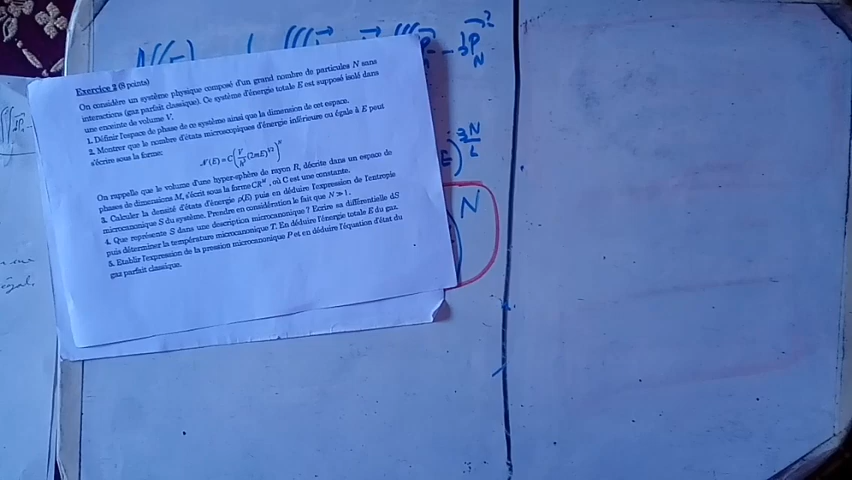 Exercice 2 (8 points)
On considère un système physique composé d'un grand nombre de particules N sans
interactions (gaz parfait classique). Ce système d'énergie totale E est supposé isolé dans
une enceinte de volume V.
1. Définir l'espace de phase de ce système ainsi que la dimension de cet espace.
2. Montrer que le nombre d'états microscopiques d'énergie inférieure ou égale à E peut
s'écrire sous la forme:
𝒩(E) = C(V/h³ (2mE)^{3/2})^N
On rappelle que le volume d'une hyper-sphère de rayon R, décrite dans un espace de
phases de dimensions M, s'écrit sous la forme CR^M, où C est une constante.
3. Calculer la densité d'états d'énergie ρ(E) puis en déduire l'expression de l'entropie
microcanonique S du système. Prendre en considération le fait que N ≫ 1.
4. Que représente S dans une description microcanonique ? Ecrire sa différentielle dS
puis déterminer la température microcanonique T. En déduire l'énergie totale E du gaz.
5. Etablir l'expression de la pression microcanonique P et en déduire l'équation d'état du
gaz parfait classique.
N